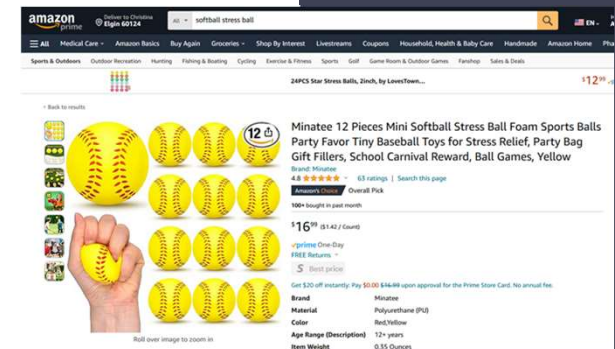 amazon
prime
Deliver to Christina
Elgin 60124
All
softball stress ball
EN
All Medical Care Amazon Basics Buy Again Groceries Shop By Interest Livestreams Coupons Household, Health & Baby Care Handmade Amazon Home Pha
Sports & Outdoors Outdoor Recreation Hunting Fishing & Boating Cycling Exercise & Fitness Sports Golf Game Room & Outdoor Games Fanshop Sales & Deals
24PCS Star Stress Balls, 2inch, by LovesTown...
$12⁹⁹
‹ Back to results
12
Minatee 12 Pieces Mini Softball Stress Ball Foam Sports Balls
Party Favor Tiny Baseball Toys for Stress Relief, Party Bag
Gift Fillers, School Carnival Reward, Ball Games, Yellow
Brand: Minatee
4.8 63 ratings | Search this page
Amazon's Choice Overall Pick
100+ bought in past month
$16⁹⁹ ($1.42 / Count)
prime One-Day
FREE Returns
S Best price
Get $20 off instantly: Pay $0.00 $16.99 upon approval for the Prime Store Card. No annual fee.
Brand Minatee
Material Polyurethane (PU)
Color Red,Yellow
Age Range (Description) 12+ years
Item Weight 0.35 Ounces
Roll over image to zoom in